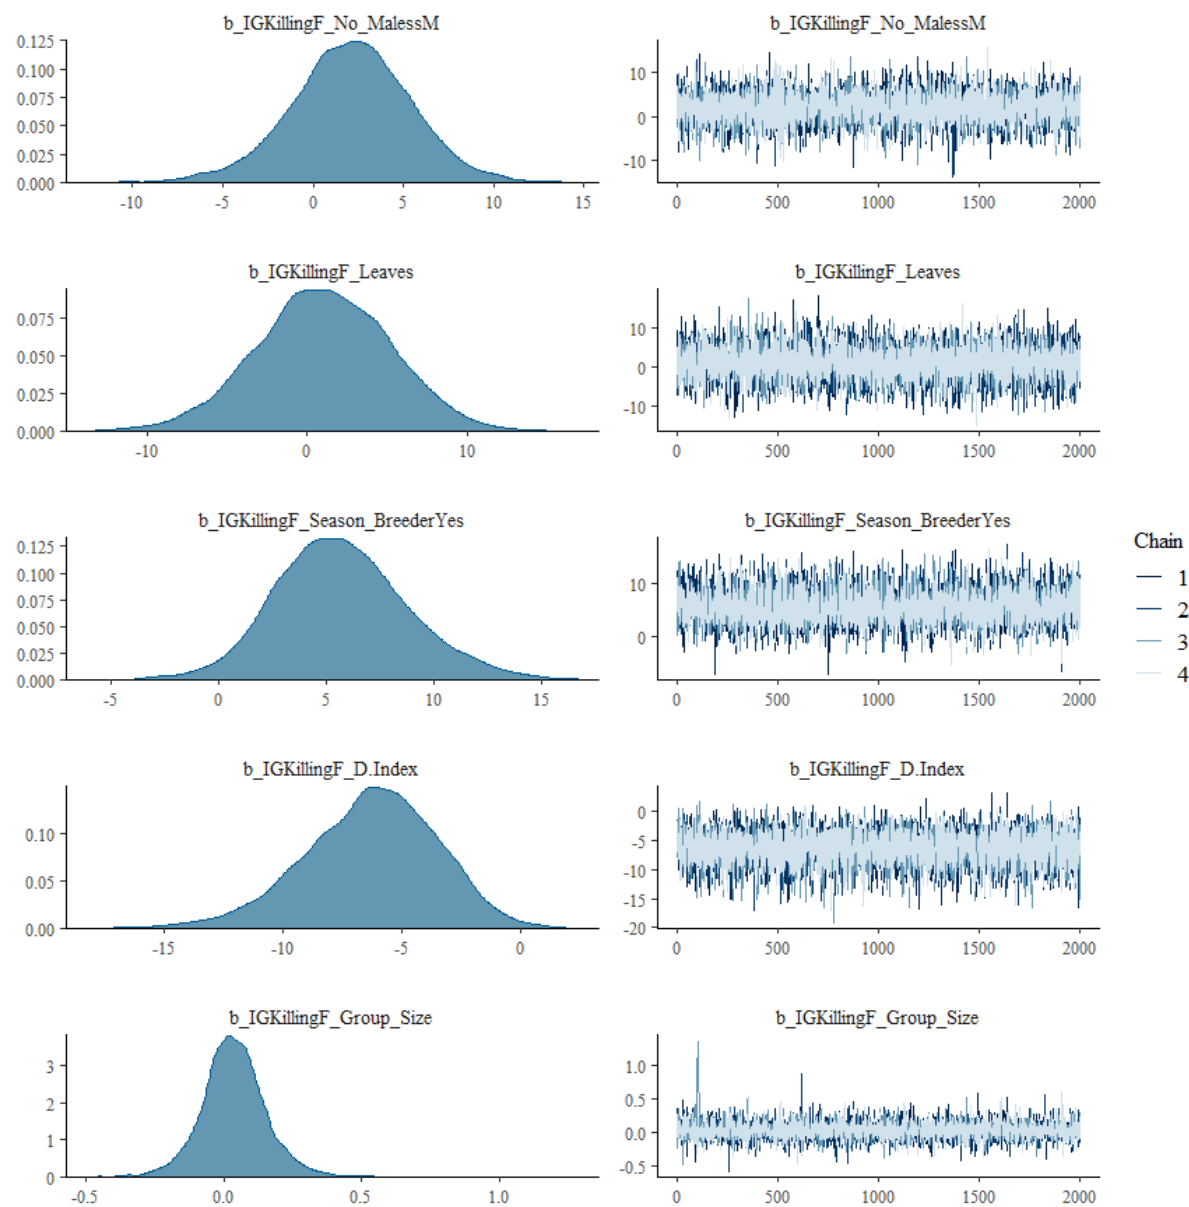 b_IGKillingF_No_MalessM
0.125
0.100
0.075
0.050
0.025
0.000
-10 -5 0 5 10 15
b_IGKillingF_No_MalessM
10
0
-10
0 500 1000 1500 2000
b_IGKillingF_Leaves
0.075
0.050
0.025
0.000
-10 0 10
b_IGKillingF_Leaves
10
0
-10
0 500 1000 1500 2000
b_IGKillingF_Season_BreederYes
0.125
0.100
0.075
0.050
0.025
0.000
-5 0 5 10 15
b_IGKillingF_Season_BreederYes
10
0
0 500 1000 1500 2000
b_IGKillingF_D.Index
0.10
0.05
0.00
-15 -10 -5 0
b_IGKillingF_D.Index
0
-5
-10
-15
-20
0 500 1000 1500 2000
b_IGKillingF_Group_Size
3
2
1
0
-0.5 0.0 0.5 1.0
b_IGKillingF_Group_Size
1.0
0.5
0.0
-0.5
0 500 1000 1500 2000
Chain
1
2
3
4